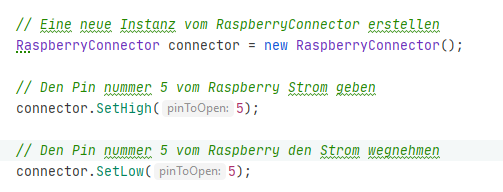 // Eine neue Instanz vom RaspberryConnector erstellen
RaspberryConnector connector = new RaspberryConnector();
// Den Pin nummer 5 vom Raspberry Strom geben
connector.SetHigh( pinToOpen: 5);
// Den Pin nummer 5 vom Raspberry den Strom wegnehmen
connector.SetLow( pinToOpen: 5);